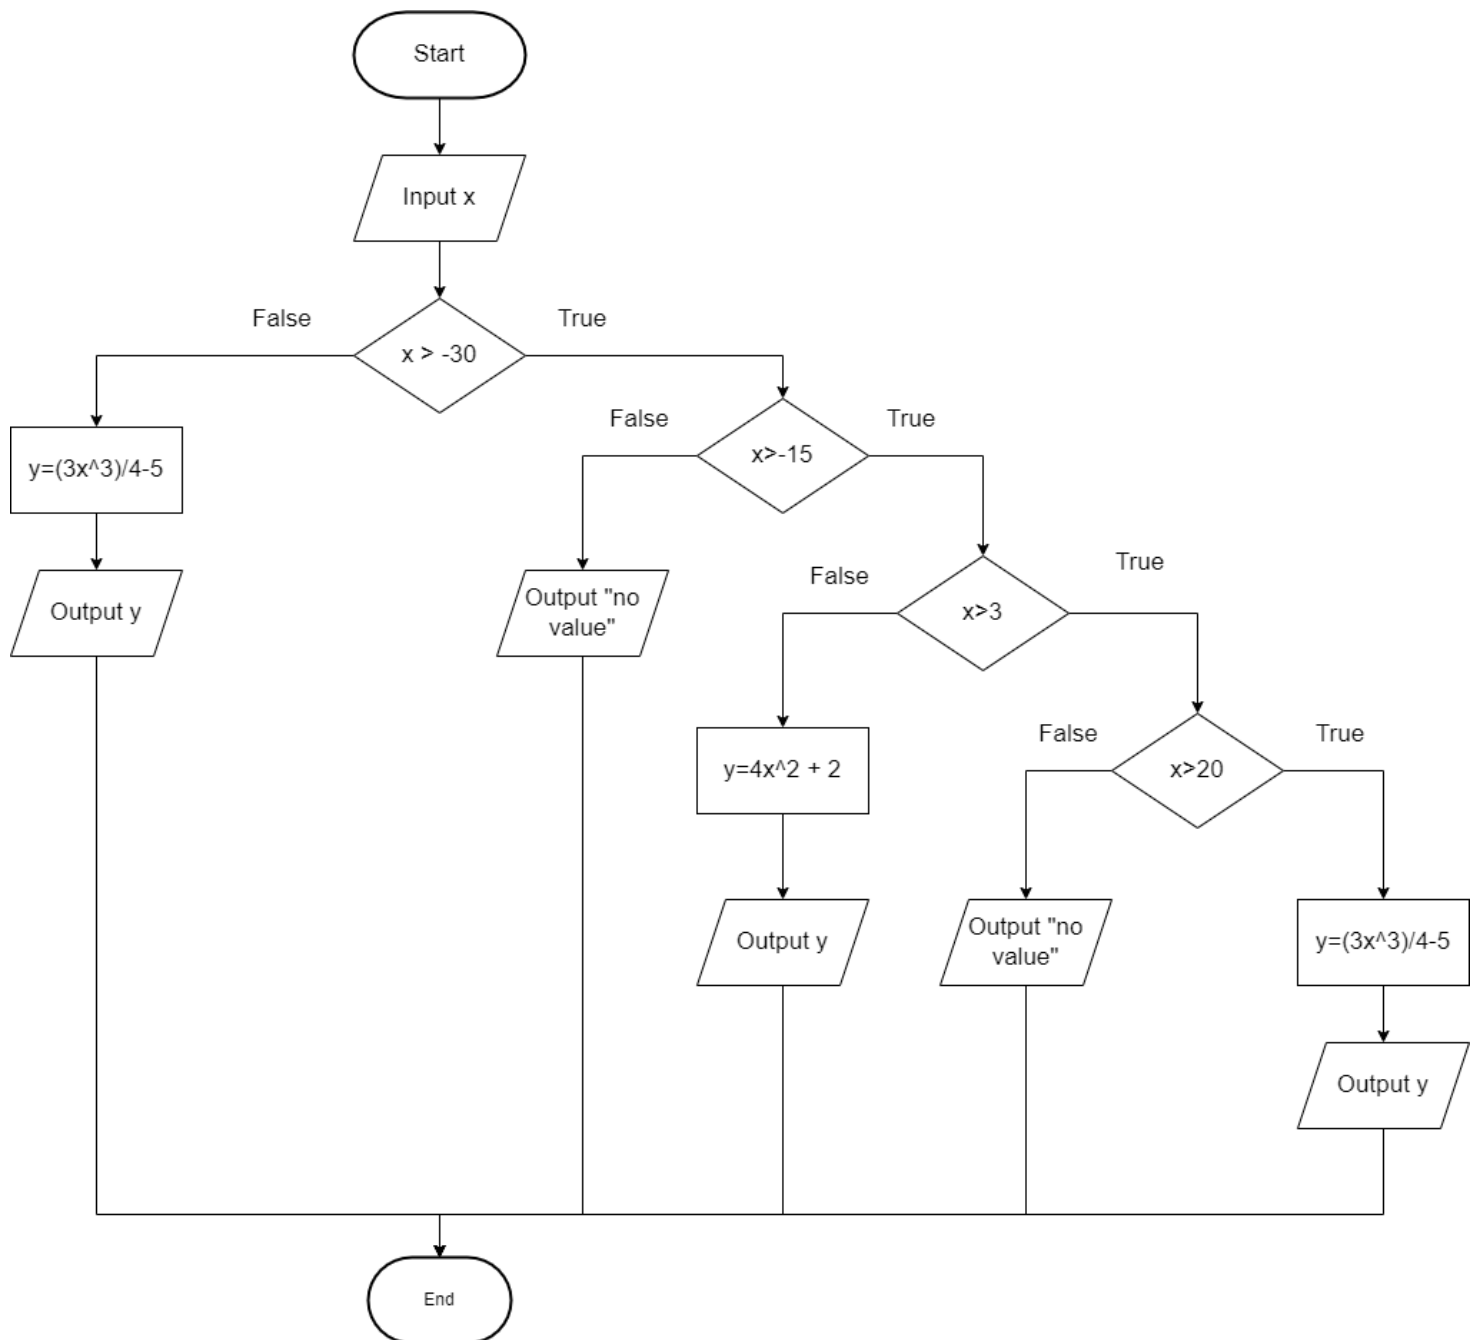 Start
Input x
False
True
x > -30
False
True
x>-15
y=(3x^3)/4-5
True
False
Output "no
value"
Output y
x>3
False
True
y=4x^2 + 2
x>20
Output "no
value"
Output y
y=(3x^3)/4-5
Output y
End